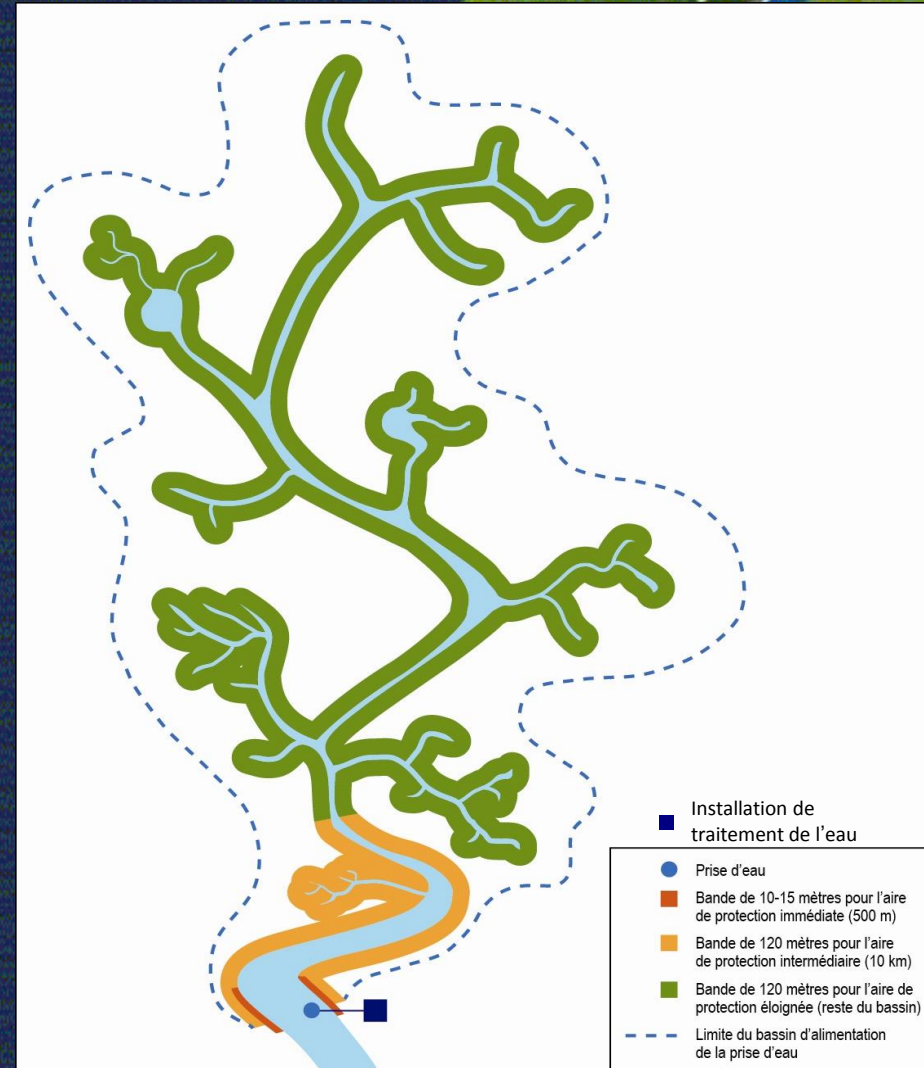 Installation de
traitement de l'eau
Prise d'eau
Bande de 10-15 mètres pour l'aire
de protection immédiate (500 m)
Bande de 120 mètres pour l'aire
de protection intermédiaire (10 km)
Bande de 120 mètres pour l'aire de
protection éloignée (reste du bassin)
Limite du bassin d'alimentation
de la prise d'eau